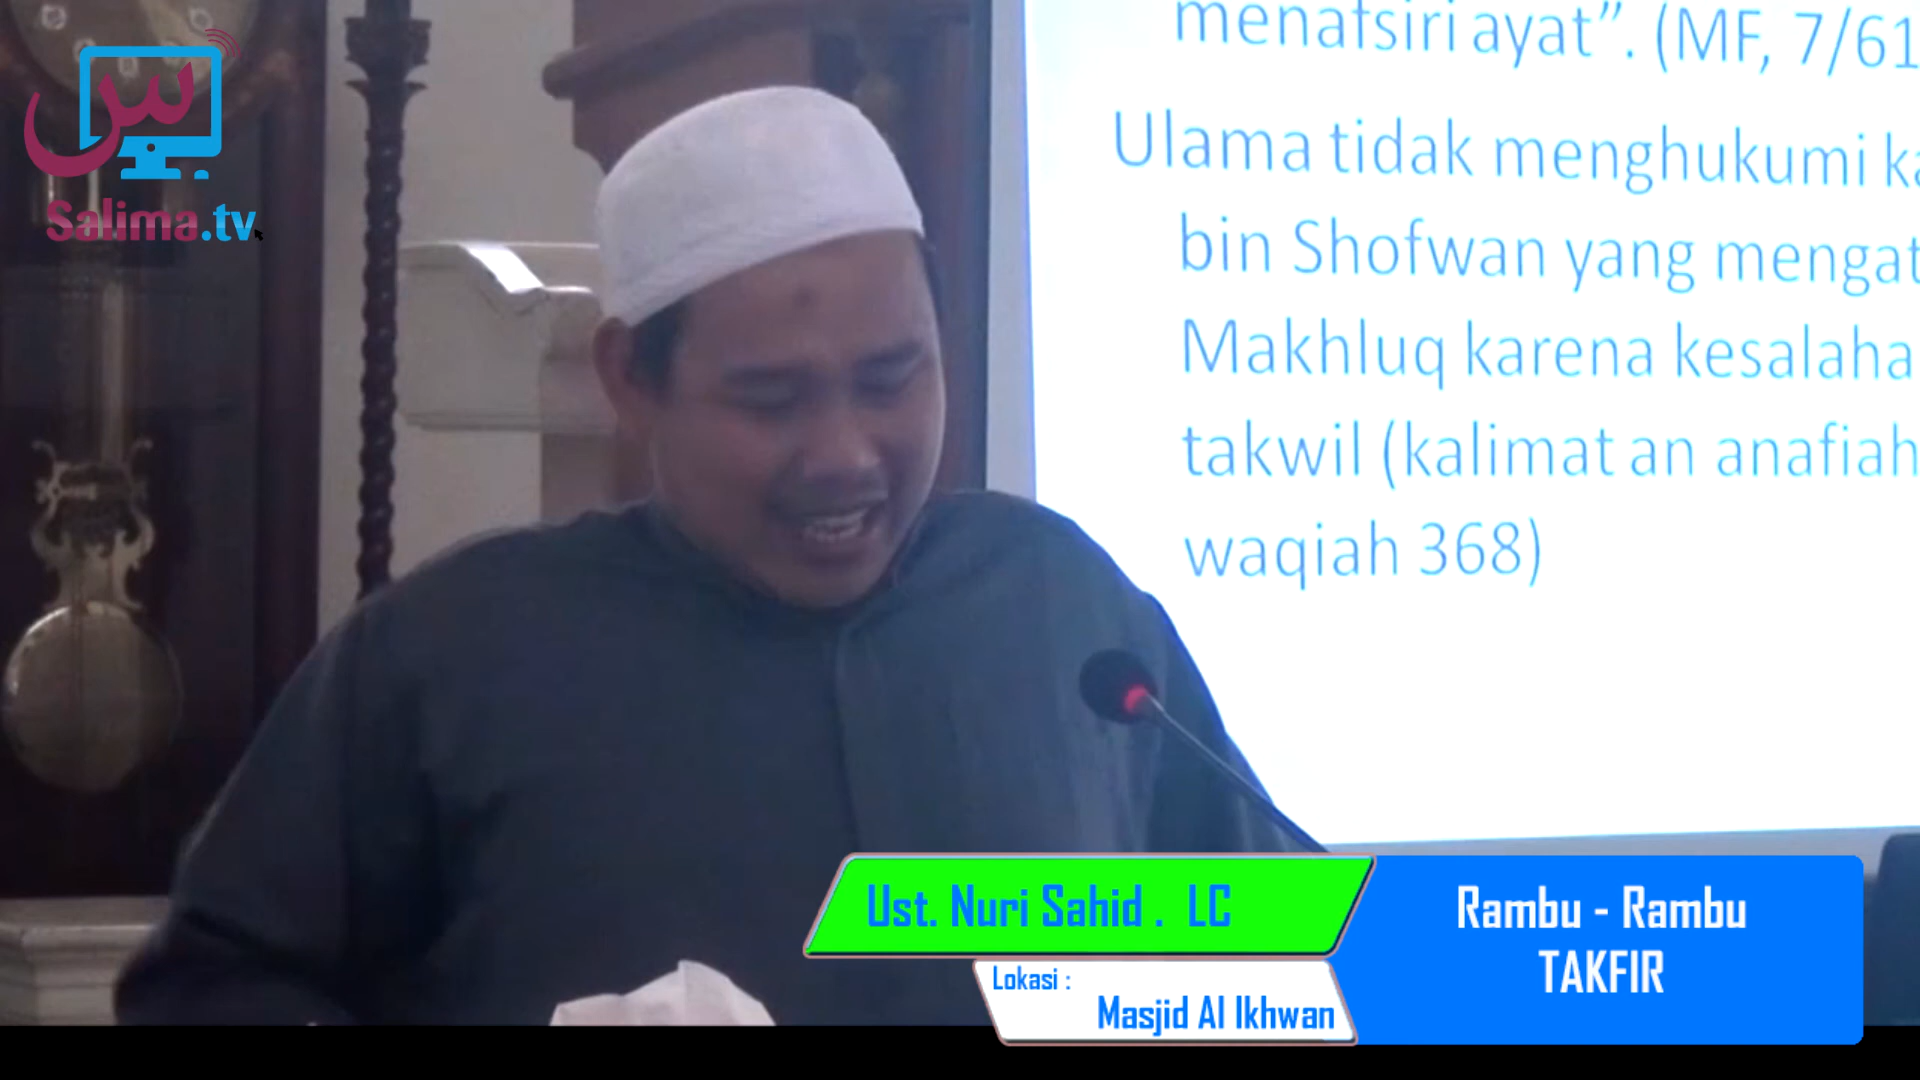 س
Salima.tv
menafsiri ayat”. (MF, 7/61
Ulama tidak menghukumi ka
bin Shofwan yang mengat
Makhluq karena kesalaha
takwil (kalimat an anafiah
waqiah 368)
Ust. Nuri Sahid . LC
Rambu - Rambu
TAKFIR
Lokasi :
Masjid Al Ikhwan